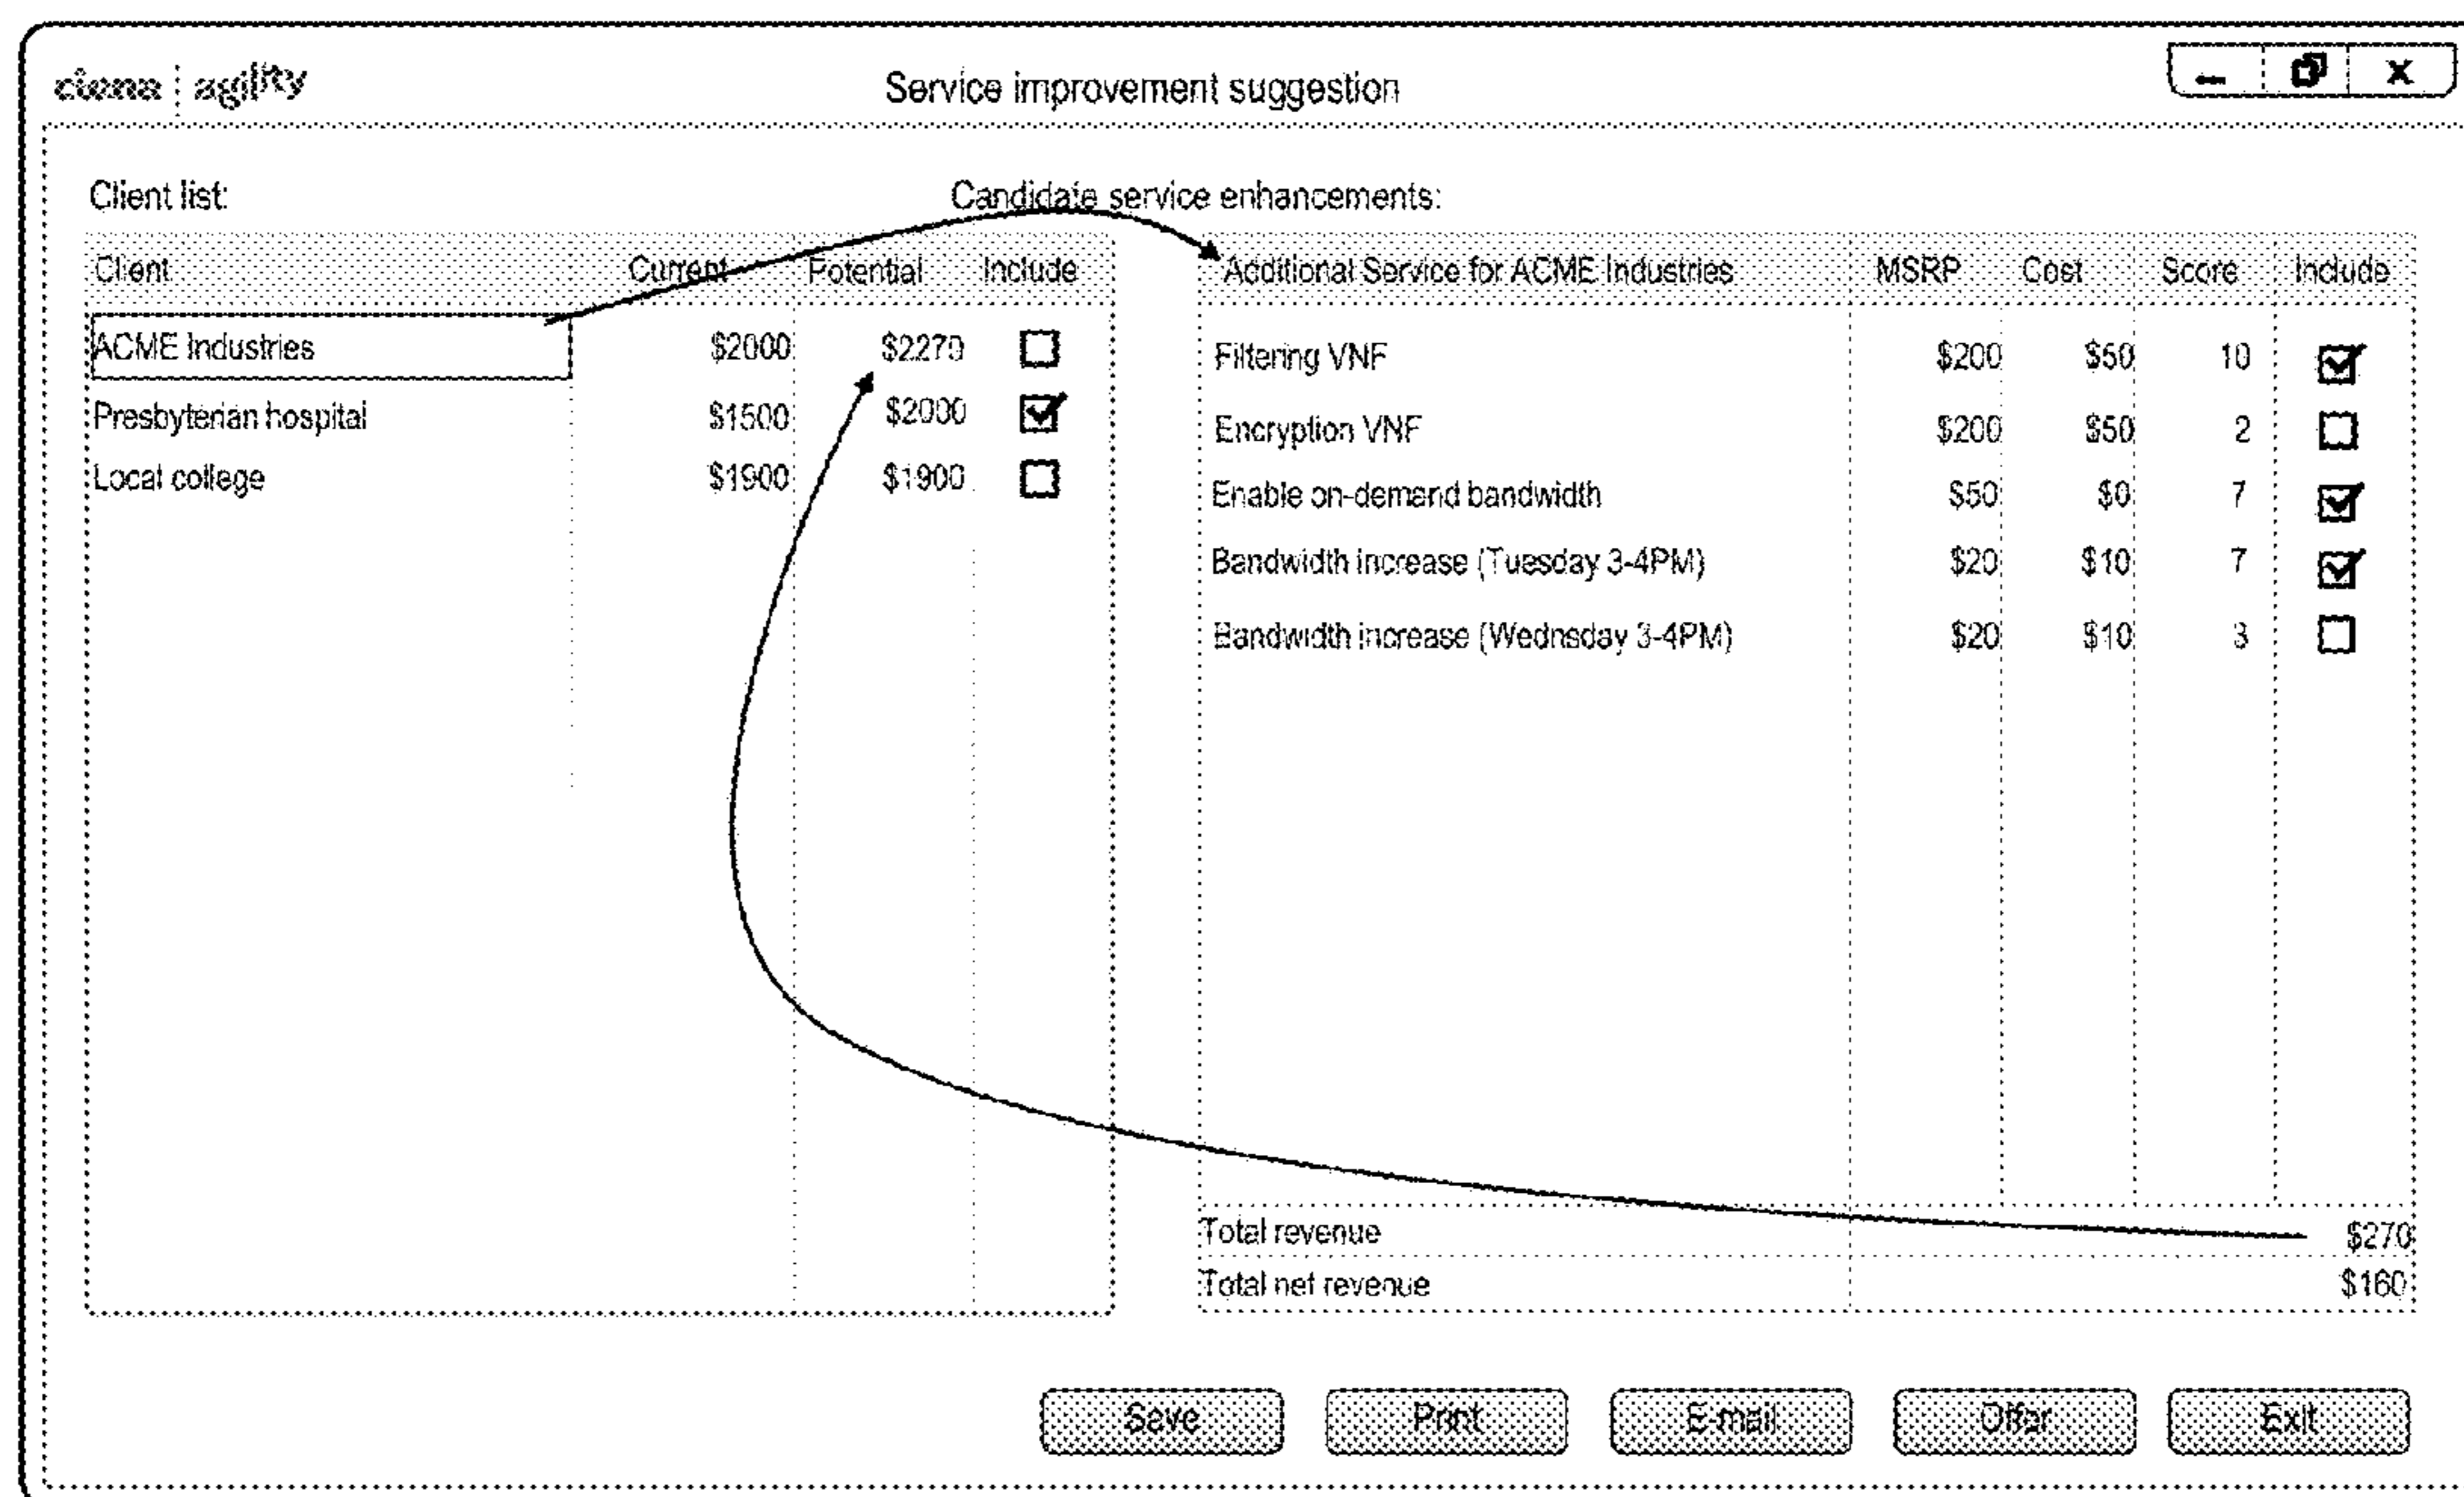 ciena agility
Service improvement suggestion
Client list:
Candidate service enhancements:
Client Current Potential Include
ACME Industries $2000 $2270
Presbyterian hospital $1500 $2000
Local college $1900 $1900
Additional Service for ACME Industries MSRP Cost Score Include
Filtering VNF $200 $50 10
Encryption VNF $200 $50 2
Enable on-demand bandwidth $50 $0 7
Bandwidth increase (Tuesday 3-4PM) $20 $10 7
Bandwidth increase (Wednsday 3-4PM) $20 $10 3
Total revenue $270
Total net revenue $160
Save Print E-mail Offer Exit